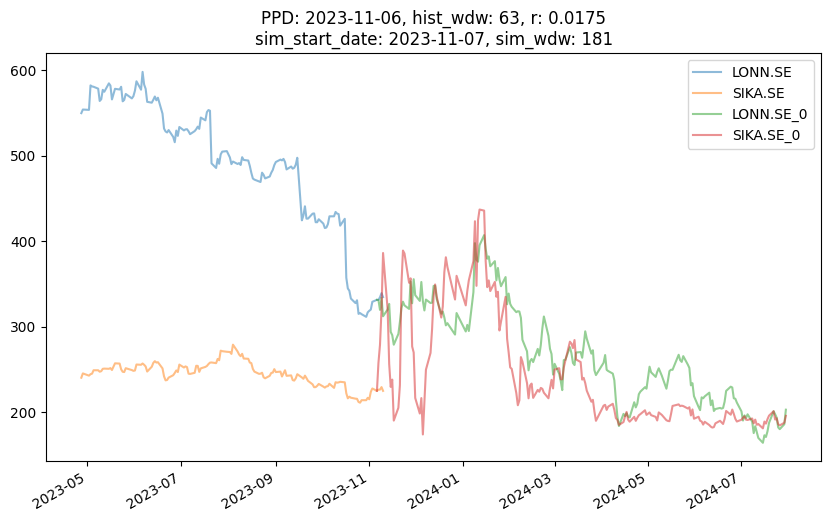 PPD: 2023-11-06, hist_wdw: 63, r: 0.0175
sim_start_date: 2023-11-07, sim_wdw: 181
LONN.SE
SIKA.SE
LONN.SE_0
SIKA.SE_0
600
500
400
300
200
2023-05
2023-07
2023-09
2023-11
2024-01
2024-03
2024-05
2024-07